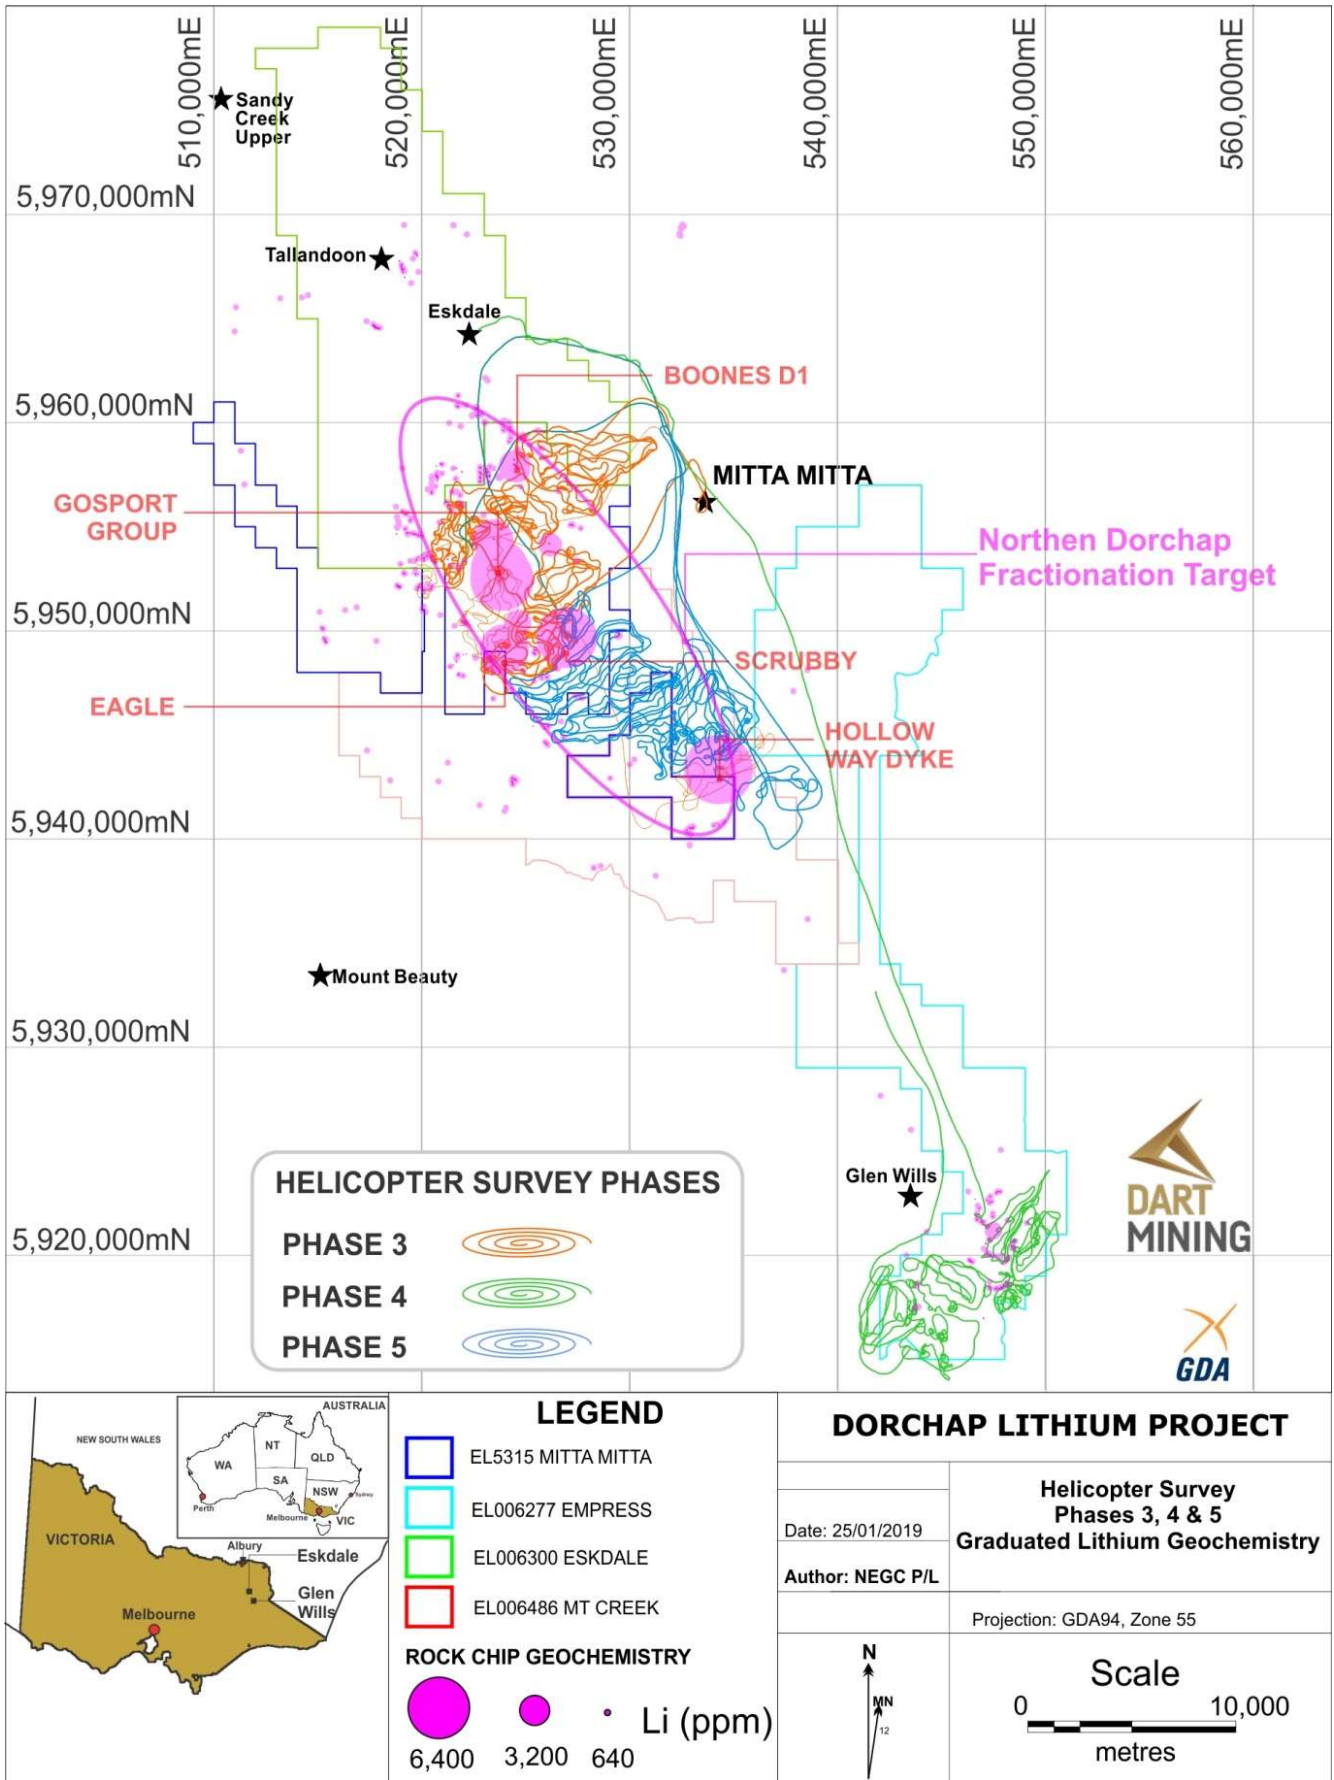 510,000mE
520,000mE
530,000mE
540,000mE
550,000mE
560,000mE
Sandy
Creek
Upper
5,970,000mN
Tallandoon
Eskdale
BOONES D1
5,960,000mN
MITTA MITTA
GOSPORT
GROUP
Northen Dorchap
Fractionation Target
5,950,000mN
SCRUBBY
EAGLE
HOLLOW
WAY DYKE
5,940,000mN
Mount Beauty
5,930,000mN
Glen Wills
HELICOPTER SURVEY PHASES
PHASE 3
PHASE 4
PHASE 5
5,920,000mN
DART
MINING
GDA
NEW SOUTH WALES
AUSTRALIA
WA
NT
QLD
SA
NSW
Perth
Sydney
Melbourne
VIC
VICTORIA
Albury
Eskdale
Glen
Wills
Melbourne
LEGEND
EL5315 MITTA MITTA
EL006277 EMPRESS
EL006300 ESKDALE
EL006486 MT CREEK
ROCK CHIP GEOCHEMISTRY
Li (ppm)
6,400 3,200 640
DORCHAP LITHIUM PROJECT
Helicopter Survey
Phases 3, 4 & 5
Graduated Lithium Geochemistry
Date: 25/01/2019
Author: NEGC P/L
Projection: GDA94, Zone 55
N
MN
12
Scale
0 10,000
metres